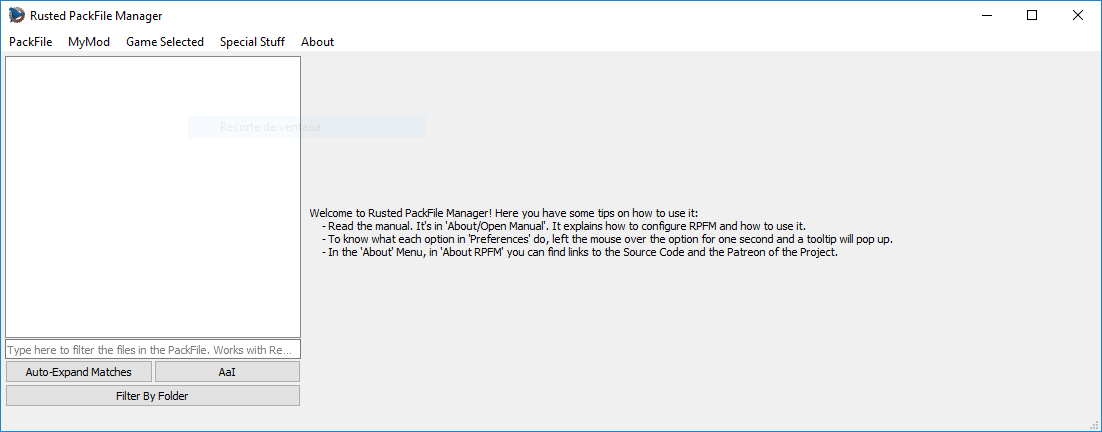 Rusted PackFile Manager
PackFile MyMod Game Selected Special Stuff About
Recorte de ventana
Welcome to Rusted PackFile Manager! Here you have some tips on how to use it:
- Read the manual. It's in 'About/Open Manual'. It explains how to configure RPFM and how to use it.
- To know what each option in 'Preferences' do, left the mouse over the option for one second and a tooltip will pop up.
- In the 'About' Menu, in 'About RPFM' you can find links to the Source Code and the Patreon of the Project.
Type here to filter the files in the PackFile. Works with Re...
Auto-Expand Matches AaI
Filter By Folder